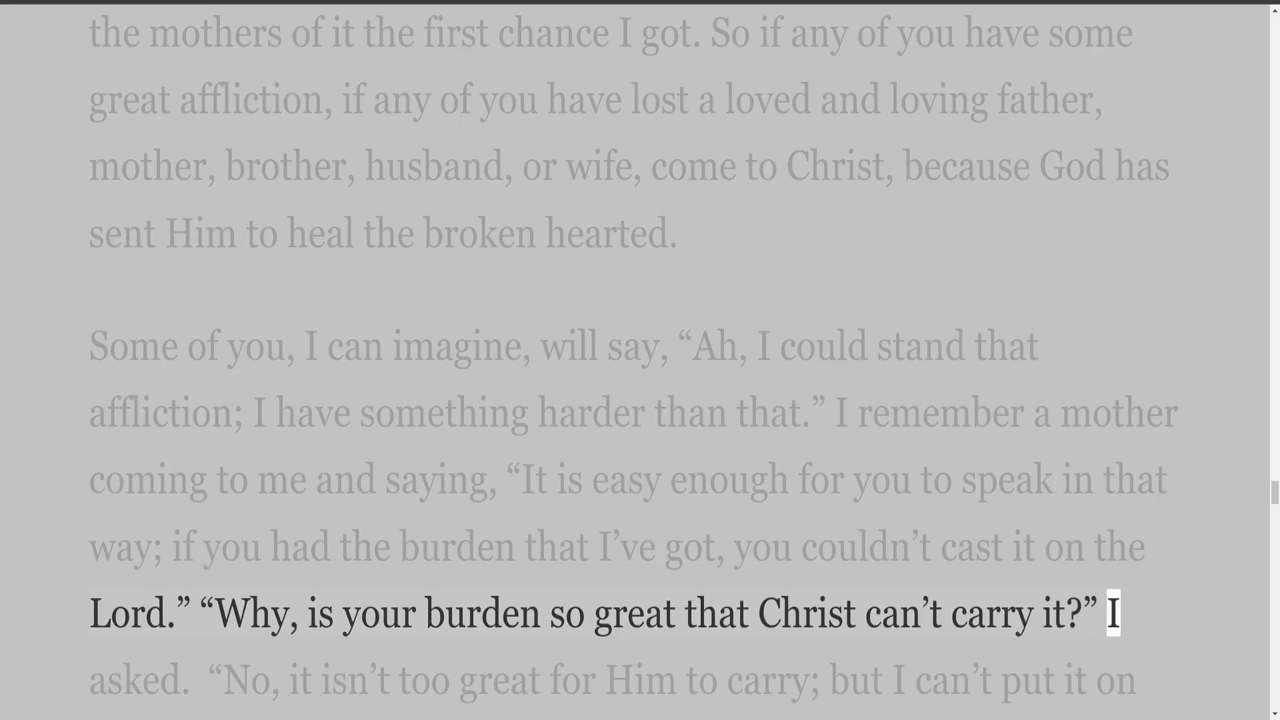 the mothers of it the first chance I got. So if any of you have some
great affliction, if any of you have lost a loved and loving father,
mother, brother, husband, or wife, come to Christ, because God has
sent Him to heal the broken hearted.
Some of you, I can imagine, will say, “Ah, I could stand that
affliction; I have something harder than that.” I remember a mother
coming to me and saying, “It is easy enough for you to speak in that
way; if you had the burden that I’ve got, you couldn’t cast it on the
Lord.” “Why, is your burden so great that Christ can’t carry it?” I
asked.  “No, it isn’t too great for Him to carry; but I can’t put it on